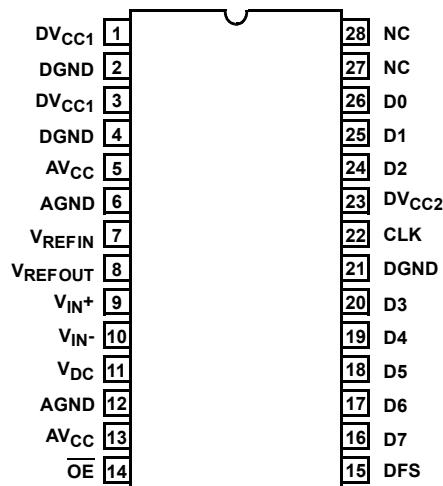 DVCC1 1 28 NC
DGND 2 27 NC
DVCC1 3 26 D0
DGND 4 25 D1
AVCC 5 24 D2
AGND 6 23 DVCC2
VREFIN 7 22 CLK
VREFOUT 8 21 DGND
VIN+ 9 20 D3
VIN- 10 19 D4
VDC 11 18 D5
AGND 12 17 D6
AVCC 13 16 D7
O̅E̅ 14 15 DFS